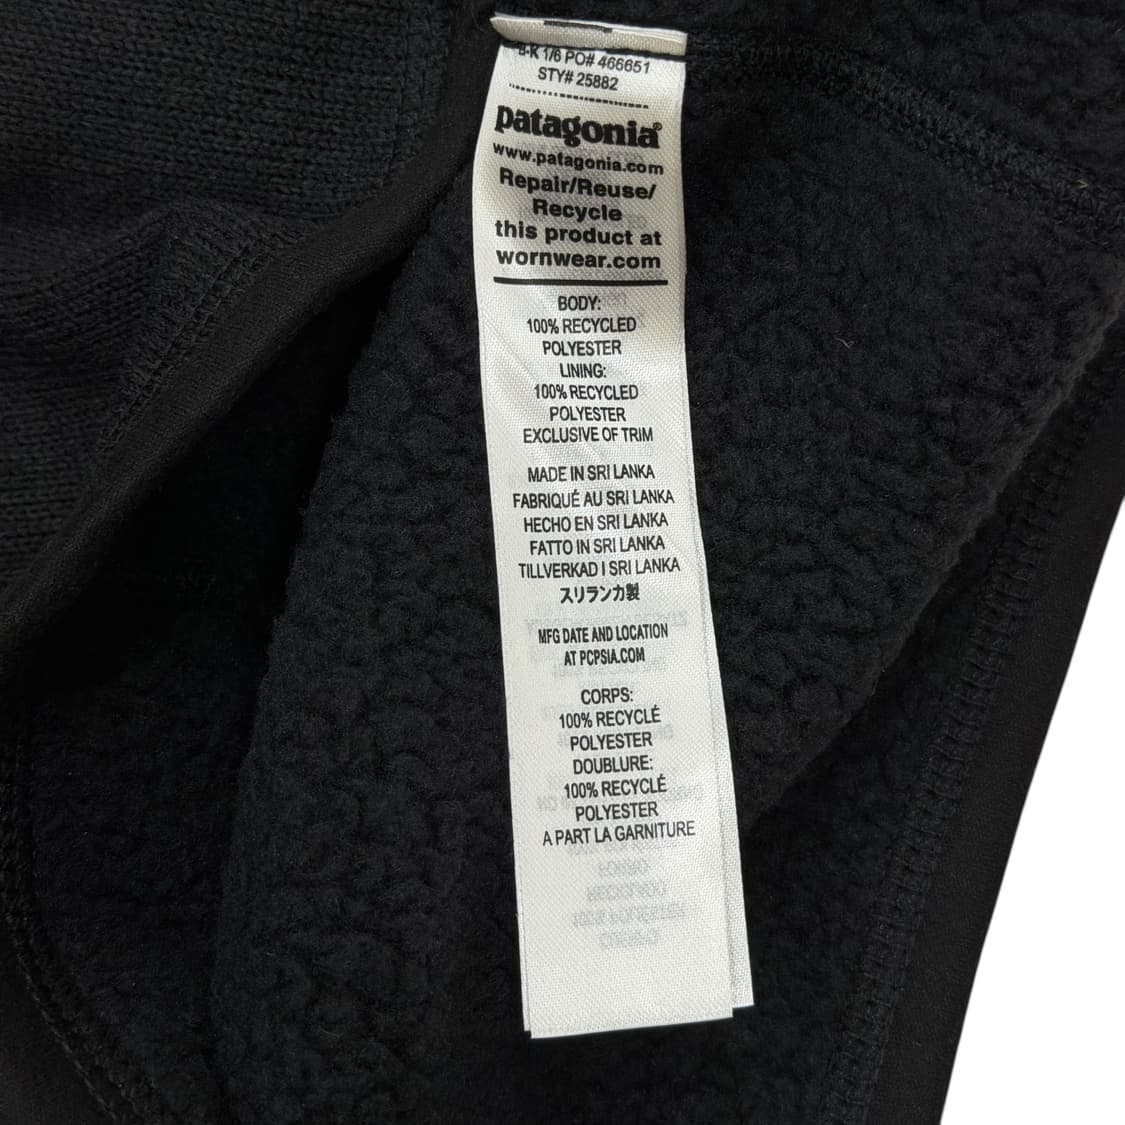 B-K 1/6 PO# 466651
STY# 25882
patagonia®
www.patagonia.com
Repair/Reuse/
Recycle
this product at
wornwear.com
BODY:
100% RECYCLED
POLYESTER
LINING:
100% RECYCLED
POLYESTER
EXCLUSIVE OF TRIM
MADE IN SRI LANKA
FABRIQUÉ AU SRI LANKA
HECHO EN SRI LANKA
FATTO IN SRI LANKA
TILLVERKAD I SRI LANKA
スリランカ製
MFG DATE AND LOCATION
AT PCPSIA.COM
CORPS:
100% RECYCLÉ
POLYESTER
DOUBLURE:
100% RECYCLÉ
POLYESTER
A PART LA GARNITURE